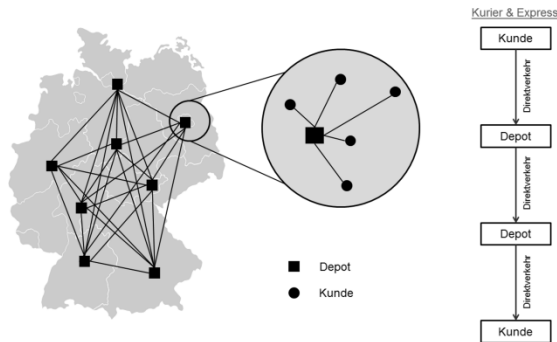 Kurier & Express
Kunde
Direktverkehr
Depot
Direktverkehr
Depot
Direktverkehr
Kunde
Depot
Kunde